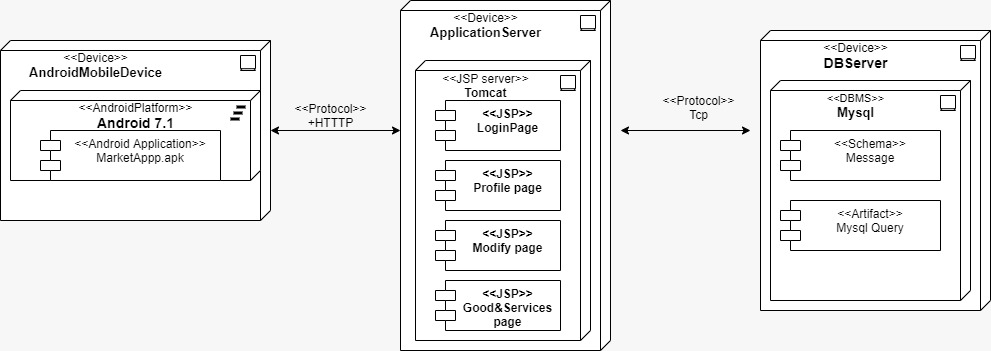 <<Device>>
AndroidMobileDevice
<<AndroidPlatform>>
Android 7.1
<<Android Application>>
MarketAppp.apk
<<Protocol>>
+HTTTP
<<Device>>
ApplicationServer
<<JSP server>>
Tomcat
<<JSP>>
LoginPage
<<JSP>>
Profile page
<<JSP>>
Modify page
<<JSP>>
Good&Services
page
<<Protocol>>
Tcp
<<Device>>
DBServer
<<DBMS>>
Mysql
<<Schema>>
Message
<<Artifact>>
Mysql Query